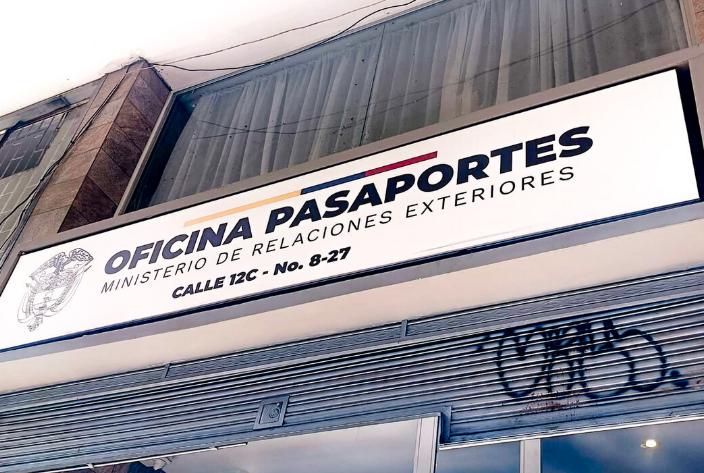 OFICINA PASAPORTES
MINISTERIO DE RELACIONES EXTERIORES
CALLE 12C - No. 8-27